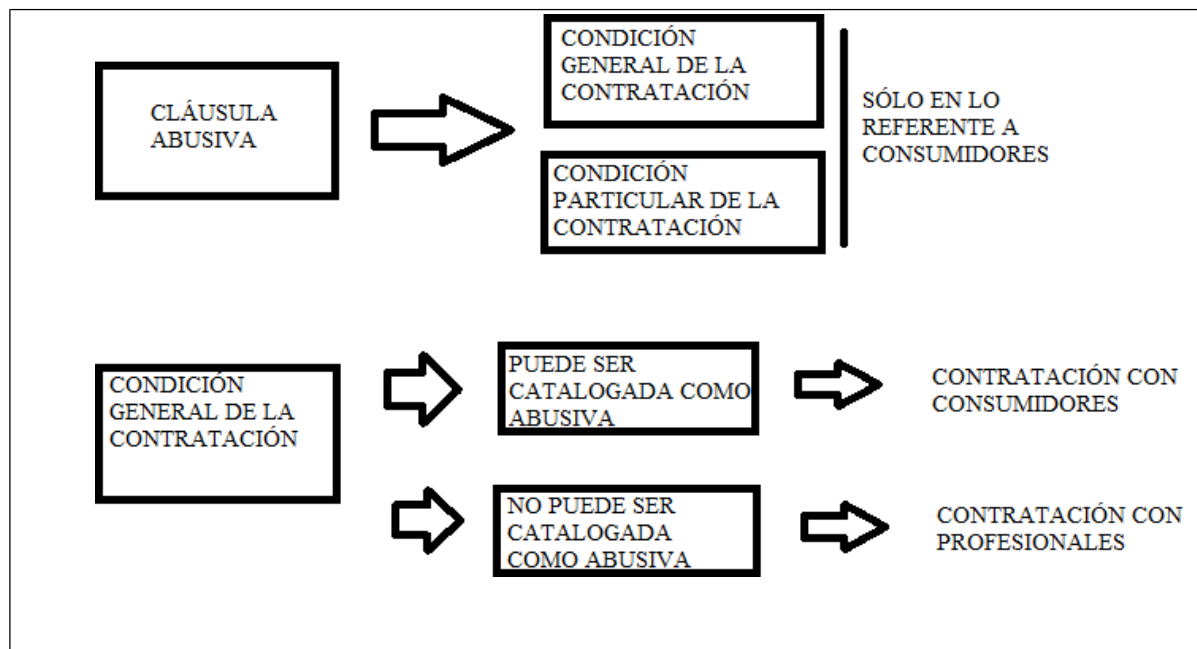 CLÁUSULA
ABUSIVA
CONDICIÓN
GENERAL DE LA
CONTRATACIÓN
CONDICIÓN
PARTICULAR DE LA
CONTRATACIÓN
SÓLO EN LO
REFERENTE A
CONSUMIDORES
CONDICIÓN
GENERAL DE LA
CONTRATACIÓN
PUEDE SER
CATALOGADA COMO
ABUSIVA
CONTRATACIÓN CON
CONSUMIDORES
NO PUEDE SER
CATALOGADA
COMO ABUSIVA
CONTRATACIÓN CON
PROFESIONALES